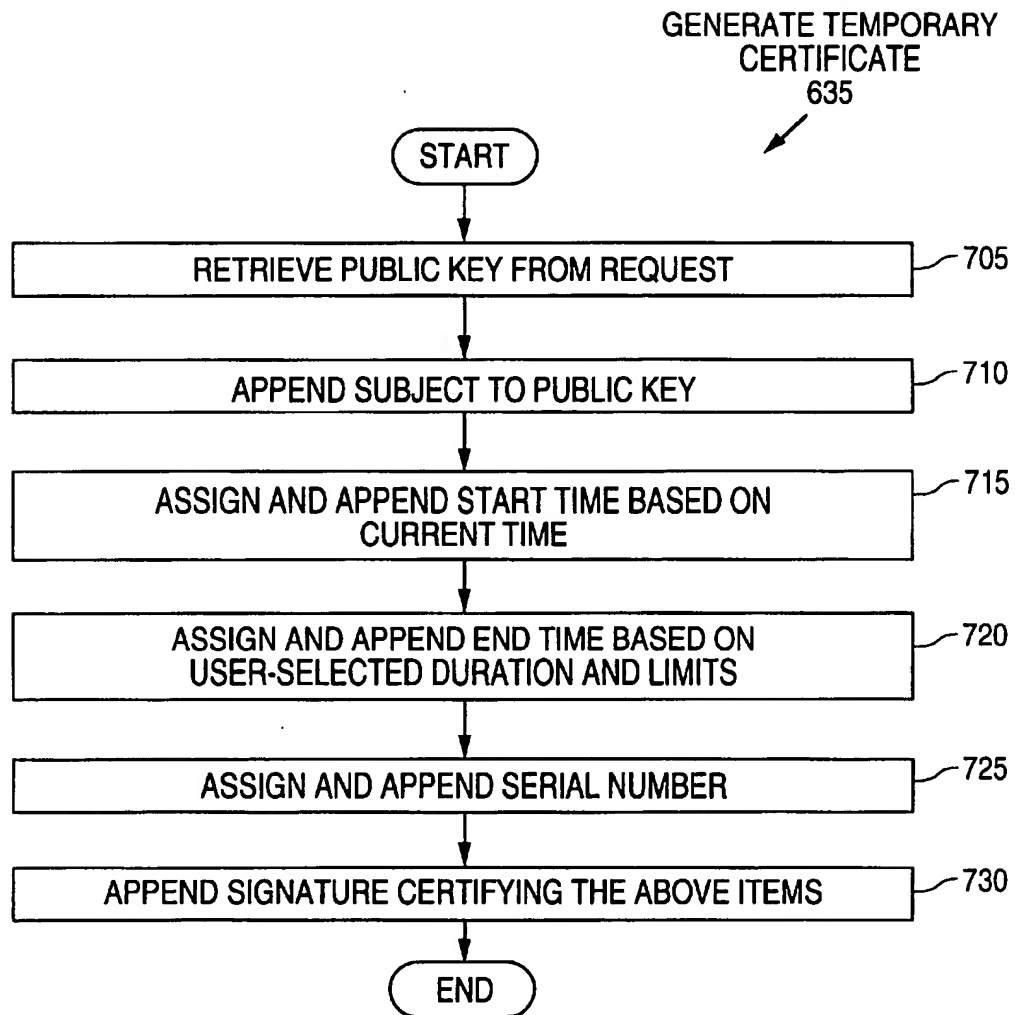 GENERATE TEMPORARY
CERTIFICATE
635
START
RETRIEVE PUBLIC KEY FROM REQUEST
705
APPEND SUBJECT TO PUBLIC KEY
710
ASSIGN AND APPEND START TIME BASED ON
CURRENT TIME
715
ASSIGN AND APPEND END TIME BASED ON
USER-SELECTED DURATION AND LIMITS
720
ASSIGN AND APPEND SERIAL NUMBER
725
APPEND SIGNATURE CERTIFYING THE ABOVE ITEMS
730
END